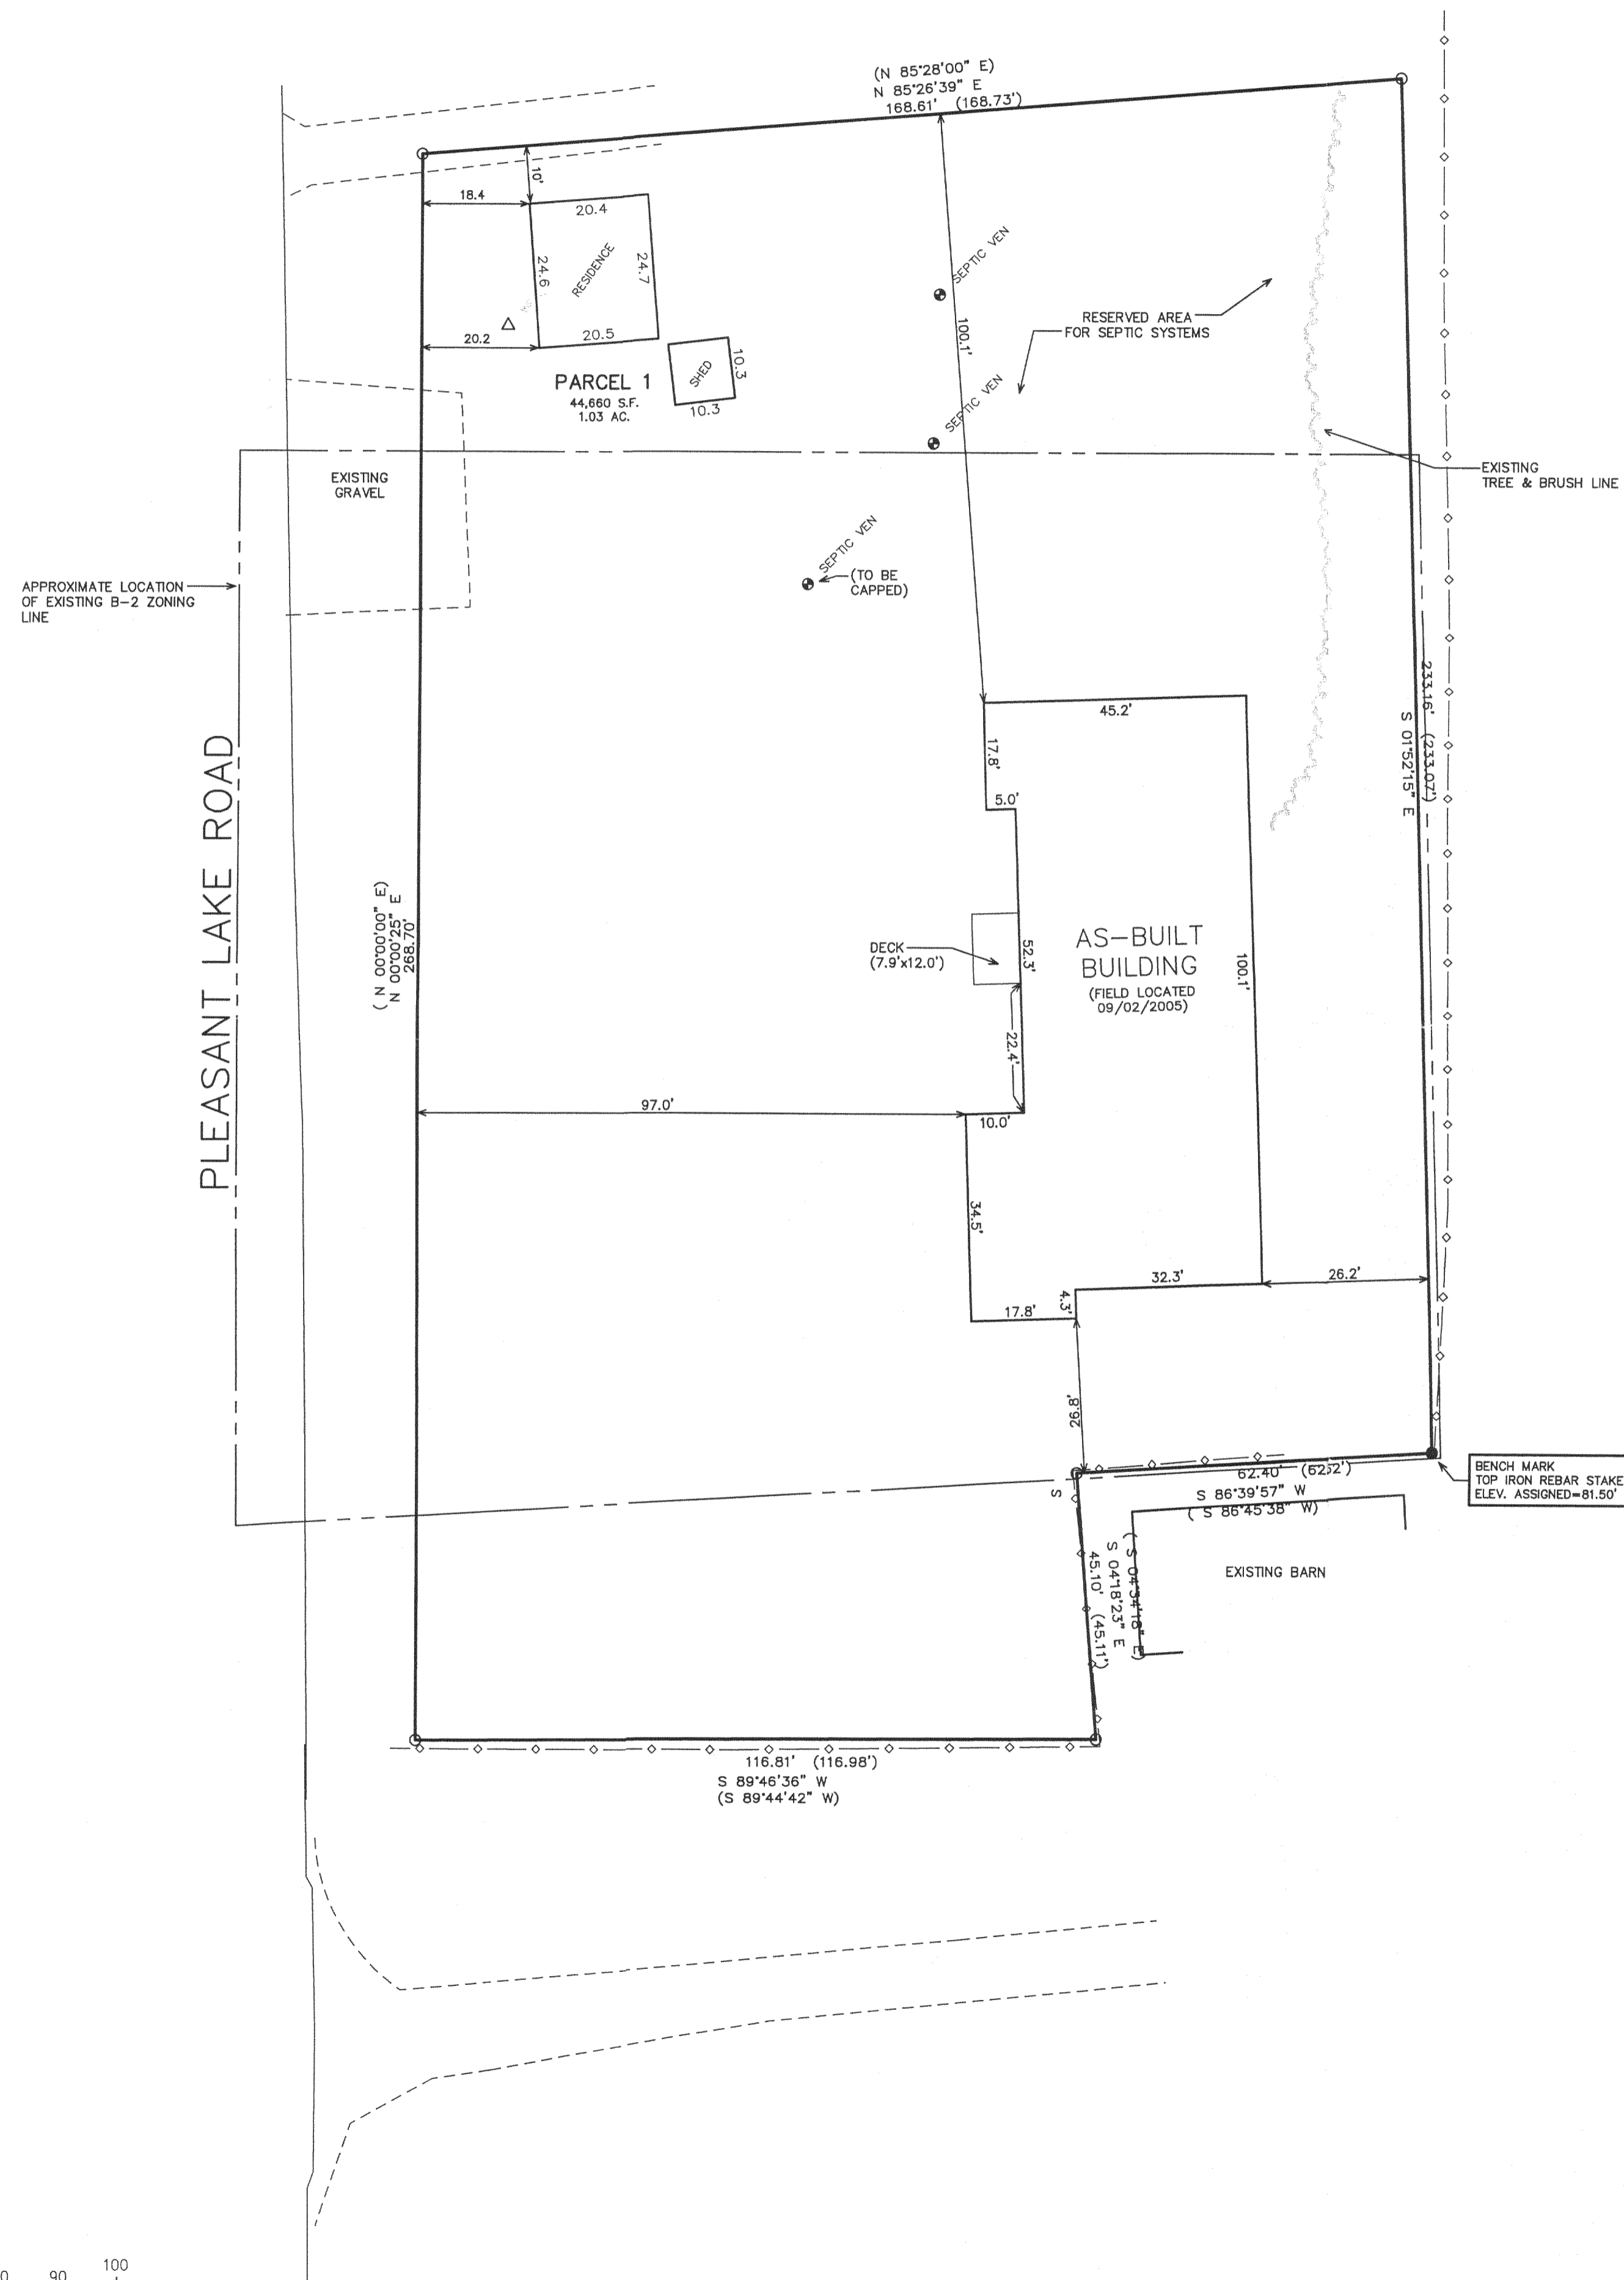 (N 85°28'00" E)
N 85°26'39" E
168.61' (168.73')
10'
18.4
20.4
24.6
RESIDENCE
24.7
20.2
20.5
SHED
10.3
10.3
PARCEL 1
44,660 S.F.
1.03 AC.
SEPTIC VEN
100.1'
SEPTIC VEN
RESERVED AREA
FOR SEPTIC SYSTEMS
EXISTING
TREE & BRUSH LINE
EXISTING
GRAVEL
SEPTIC VEN
(TO BE
CAPPED)
APPROXIMATE LOCATION
OF EXISTING B-2 ZONING
LINE
PLEASANT LAKE ROAD
( N 00°00'00" E)
N 00°00'25" E
268.70'
45.2'
17.8'
5.0'
233.16' (233.07')
S 01°52'15" E
DECK
(7.9'x12.0')
52.3'
AS-BUILT
BUILDING
(FIELD LOCATED
09/02/2005)
100.1'
22.4'
97.0'
10.0'
34.5'
32.3'
26.2'
4.3'
17.8'
26.8'
62.40'
S
S 86°39'57" W
( S 86°45'38" W)
BENCH MARK
TOP IRON REBAR STAKE
ELEV. ASSIGNED=81.50'
EXISTING BARN
( S 04°34'18" E)
S 04°18'23" E
45.10' (45.11')
116.81' (116.98')
S 89°46'36" W
(S 89°44'42" W)
0 90 100